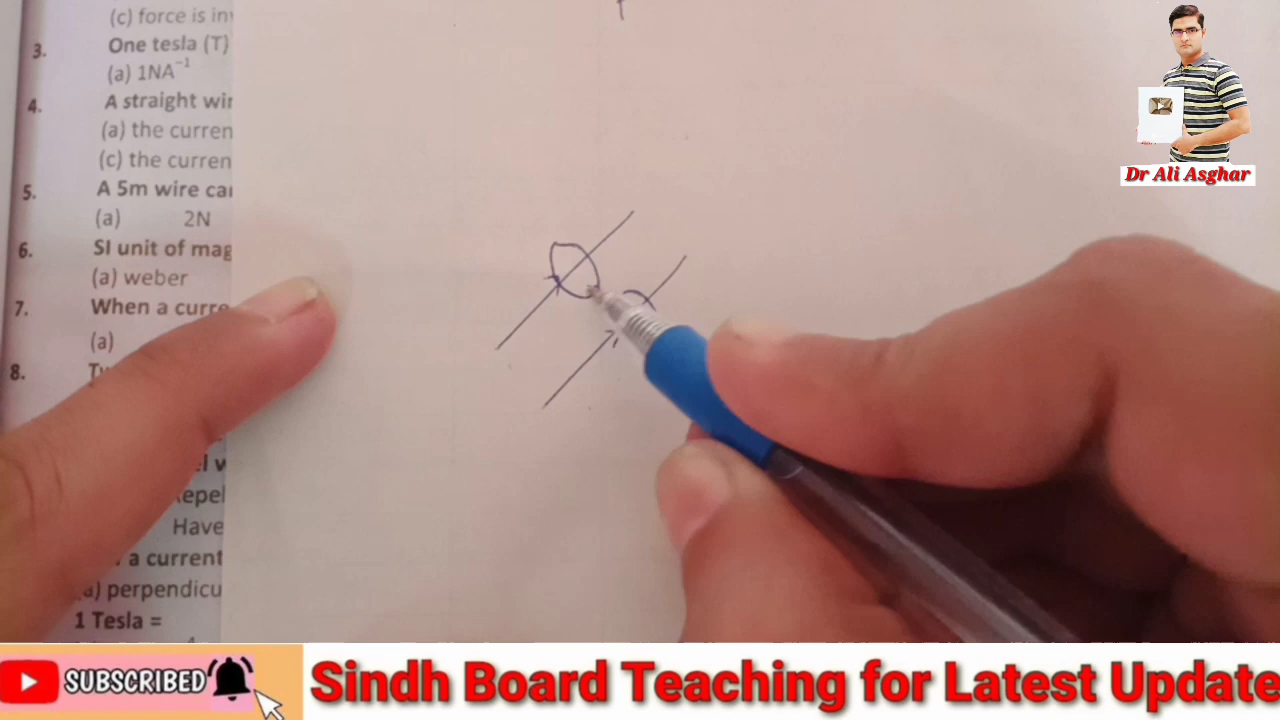 (c) force is in
3. One tesla (T)
(a) 1NA⁻¹
4. A straight wir
(a) the curren
(c) the curren
5. A 5m wire car
(a) 2N
6. SI unit of mag
(a) weber
7. When a curre
(a)
8.
Repel
Have
a current
(a) perpendicu
1 Tesla =
Dr Ali Asghar
SUBSCRIBED
Sindh Board Teaching for Latest Update